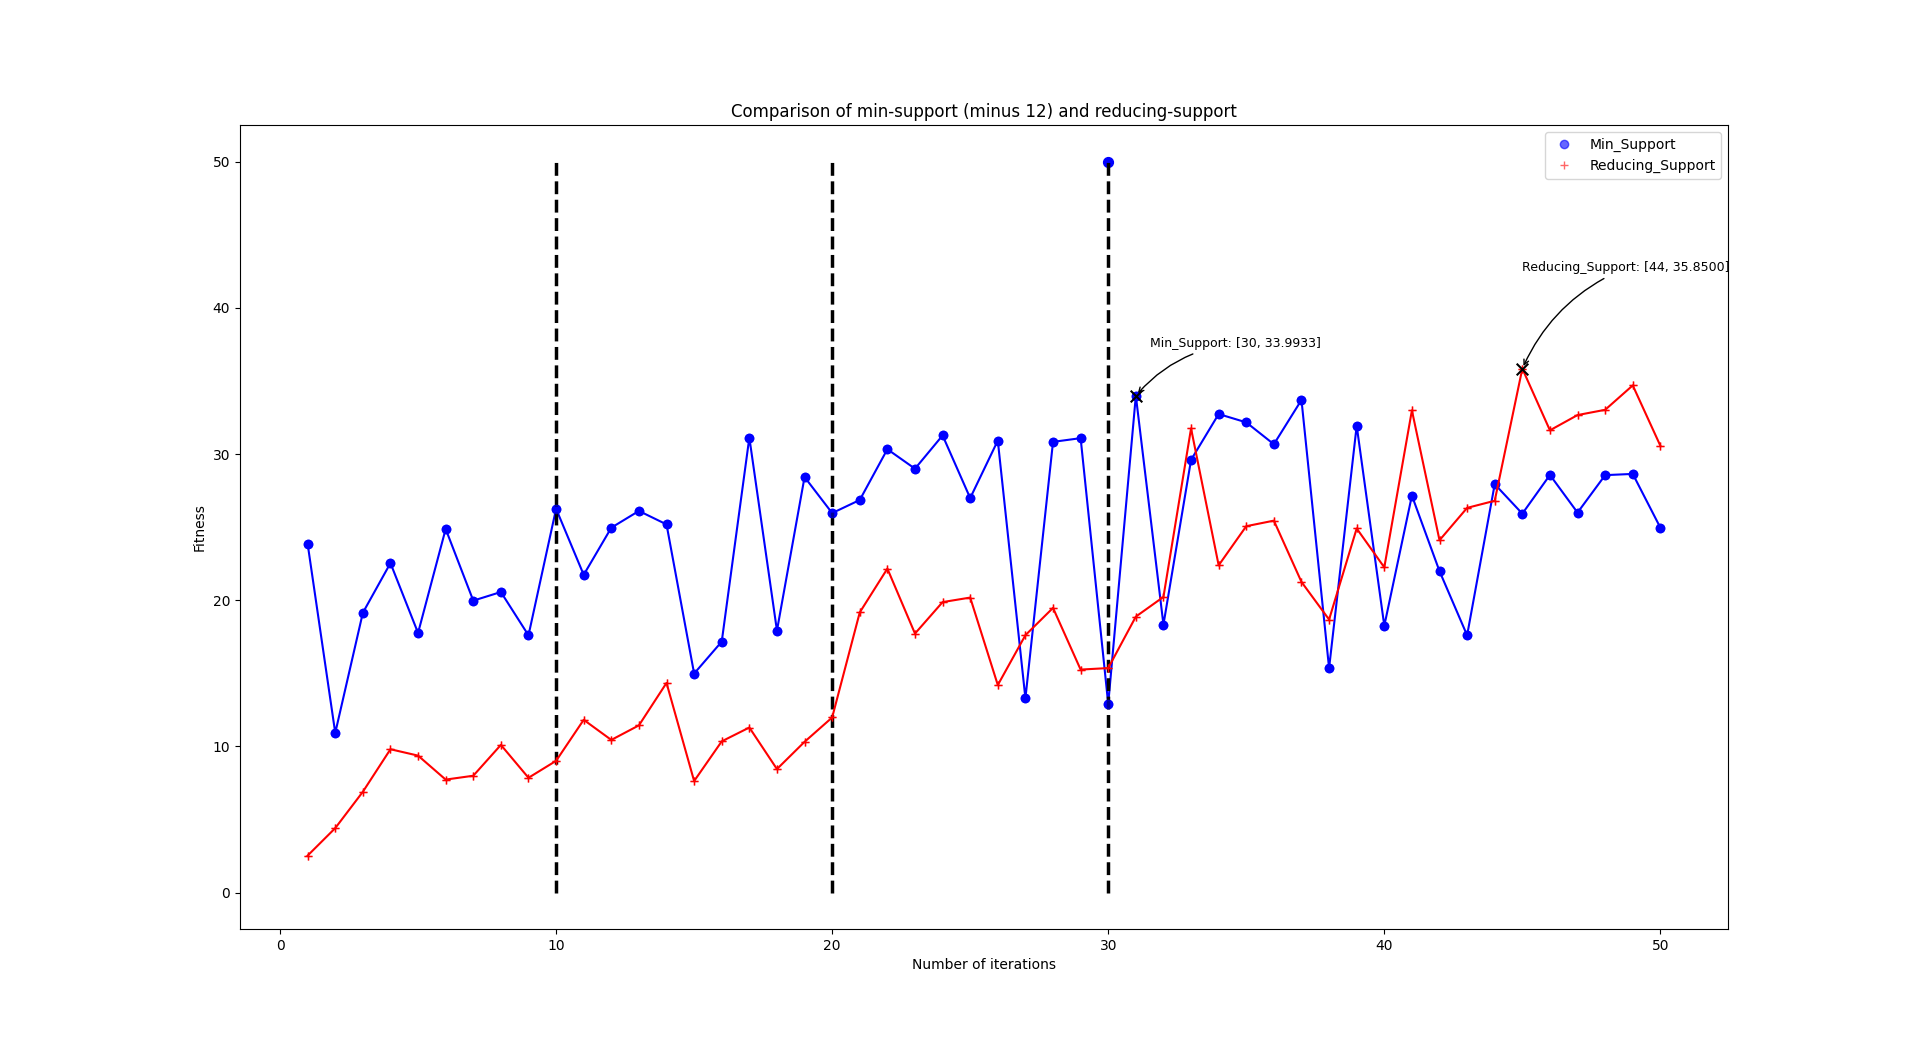 Comparison of min-support (minus 12) and reducing-support
Min_Support
Reducing_Support
Reducing_Support: [44, 35.8500]
Min_Support: [30, 33.9933]
Fitness
50
40
30
20
10
0
0 10 20 30 40 50
Number of iterations